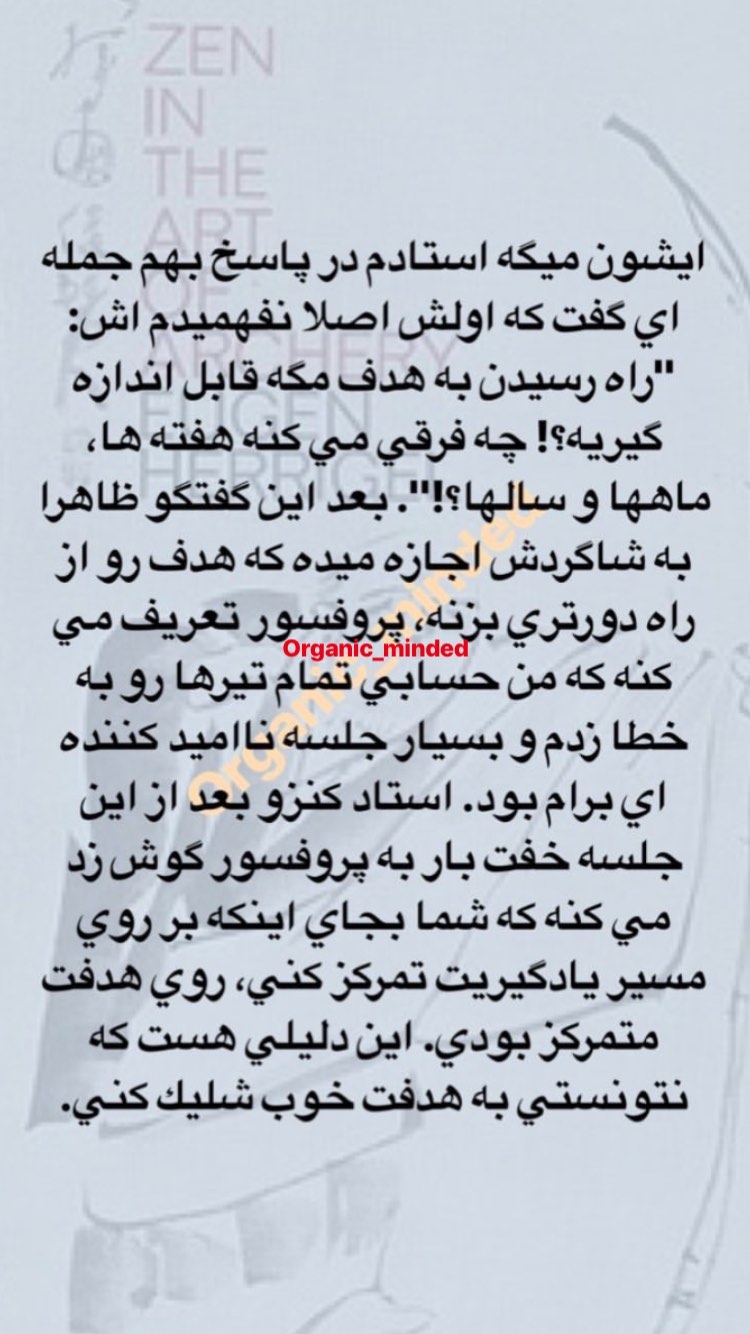 ZEN
IN
THE
ART
OF
ARCHERY
EUGEN
HERRIGEL
ايشون ميگه استادم در پاسخ بهم جمله
اي گفت كه اولش اصلا نفهميدم اش:
"راه رسيدن به هدف مگه قابل اندازه
گيريه؟! چه فرقي مي كنه هفته ها،
ماهها و سالها؟!". بعد اين گفتگو ظاهرا
به شاگردش اجازه ميده كه هدف رو از
راه دورتري بزنه، پروفسور تعريف مي
Organic_minded
كنه كه من حسابي تمام تيرها رو به
خطا زدم و بسيار جلسه نااميد كننده
اي برام بود. استاد كنزو بعد از اين
جلسه خفت بار به پروفسور گوش زد
مي كنه كه شما بجاي اينكه بر روي
مسير يادگيريت تمركز كني، روي هدفت
متمركز بودي. اين دليلي هست كه
نتونستي به هدفت خوب شليك كني.
Organic_minded